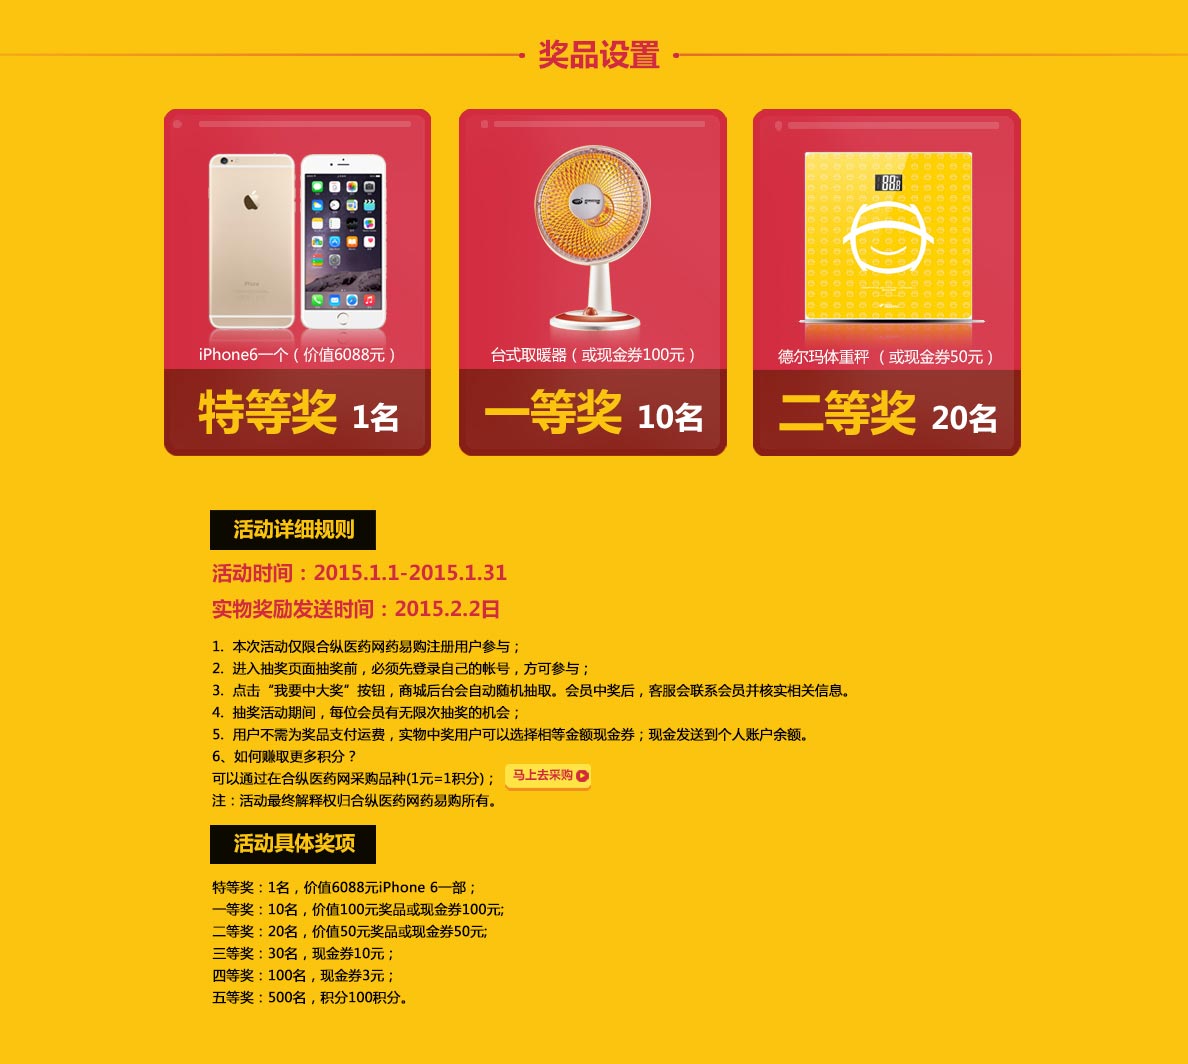 奖品设置
iPhone6一个（价值6088元）
特等奖 1名
台式取暖器（或现金券100元）
一等奖 10名
德尔玛体重秤 （或现金券50元）
二等奖 20名
活动详细规则
活动时间：2015.1.1-2015.1.31
实物奖励发送时间：2015.2.2日
1. 本次活动仅限合纵医药网药易购注册用户参与；
2. 进入抽奖页面抽奖前，必须先登录自己的帐号，方可参与；
3. 点击“我要中大奖”按钮，商城后台会自动随机抽取。会员中奖后，客服会联系会员并核实相关信息。
4. 抽奖活动期间，每位会员有无限次抽奖的机会；
5. 用户不需为奖品支付运费，实物中奖用户可以选择相等金额现金券；现金发送到个人账户余额。
6、如何赚取更多积分？
可以通过在合纵医药网采购品种(1元=1积分)； 马上去采购
注：活动最终解释权归合纵医药网药易购所有。
活动具体奖项
特等奖：1名，价值6088元iPhone 6一部；
一等奖：10名，价值100元奖品或现金券100元;
二等奖：20名，价值50元奖品或现金券50元;
三等奖：30名，现金券10元；
四等奖：100名，现金券3元；
五等奖：500名，积分100积分。